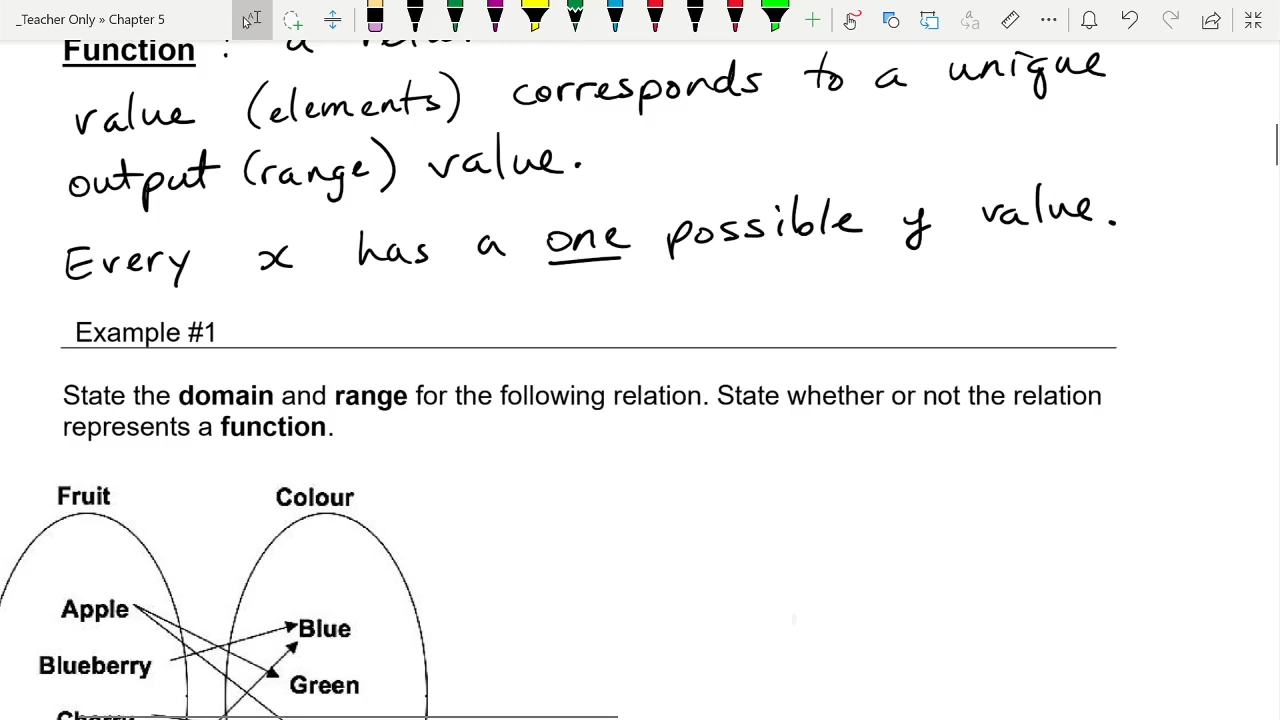 _Teacher Only » Chapter 5
Function : a
value (elements) corresponds to a unique
output (range) value.
Every x has a one possible y value.
Example #1
State the domain and range for the following relation. State whether or not the relation
represents a function.
Fruit Colour
Apple
Blue
Blueberry
Green
Cherry